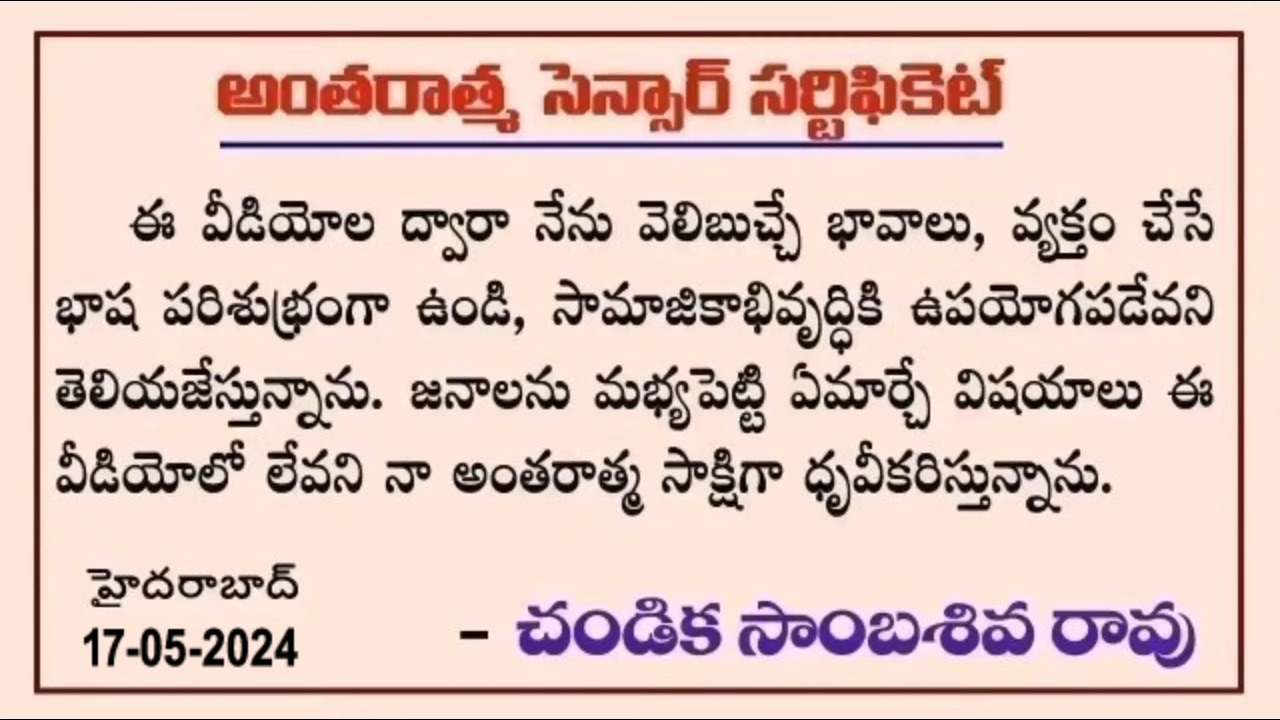 అంతరాత్మ సెన్సార్ సర్టిఫికెట్
ఈ వీడియోల ద్వారా నేను వెలిబుచ్చే భావాలు, వ్యక్తం చేసే
భాష పరిశుభ్రంగా ఉండి, సామాజికాభివృద్ధికి ఉపయోగపడేవని
తెలియజేస్తున్నాను. జనాలను మభ్యపెట్టి ఏమార్చే విషయాలు ఈ
వీడియోలో లేవని నా అంతరాత్మ సాక్షిగా ధృవీకరిస్తున్నాను.
హైదరాబాద్
17-05-2024
- చండిక సాంబశివ రావు